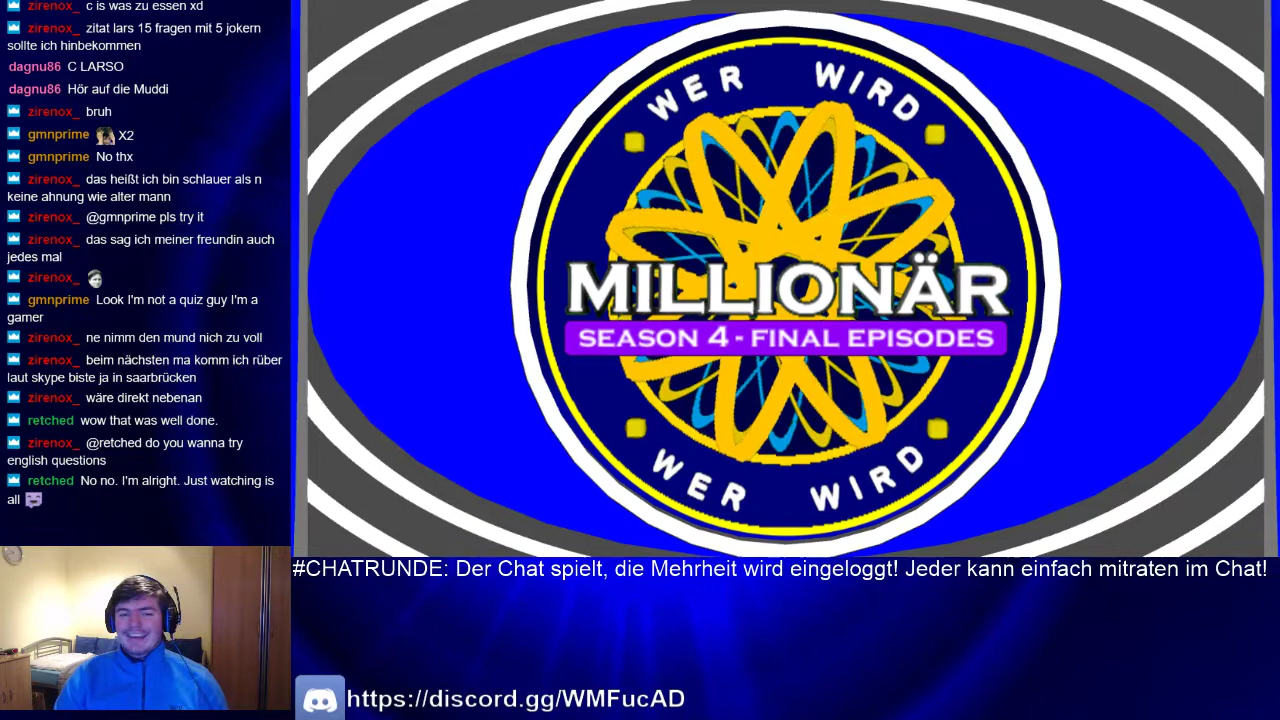 zirenox_ c is was zu essen xd
zirenox_ zitat lars 15 fragen mit 5 jokern
sollte ich hinbekommen
dagnu86 C LARSO
dagnu86 Hör auf die Muddi
zirenox_ bruh
gmnprime X2
gmnprime No thx
zirenox_ das heißt ich bin schlauer als n
keine ahnung wie alter mann
zirenox_ @gmnprime pls try it
zirenox_ das sag ich meiner freundin auch
jedes mal
zirenox_
gmnprime Look I'm not a quiz guy I'm a
gamer
zirenox_ ne nimm den mund nich zu voll
zirenox_ beim nächsten ma komm ich rüber
laut skype biste ja in saarbrücken
zirenox_ wäre direkt nebenan
retched wow that was well done.
zirenox_ @retched do you wanna try
english questions
retched No no. I'm alright. Just watching is
all
WER WIRD
MILLIONÄR
SEASON 4 - FINAL EPISODES
WER WIRD
#CHATRUNDE: Der Chat spielt, die Mehrheit wird eingeloggt! Jeder kann einfach mitraten im Chat!
https://discord.gg/WMFucAD